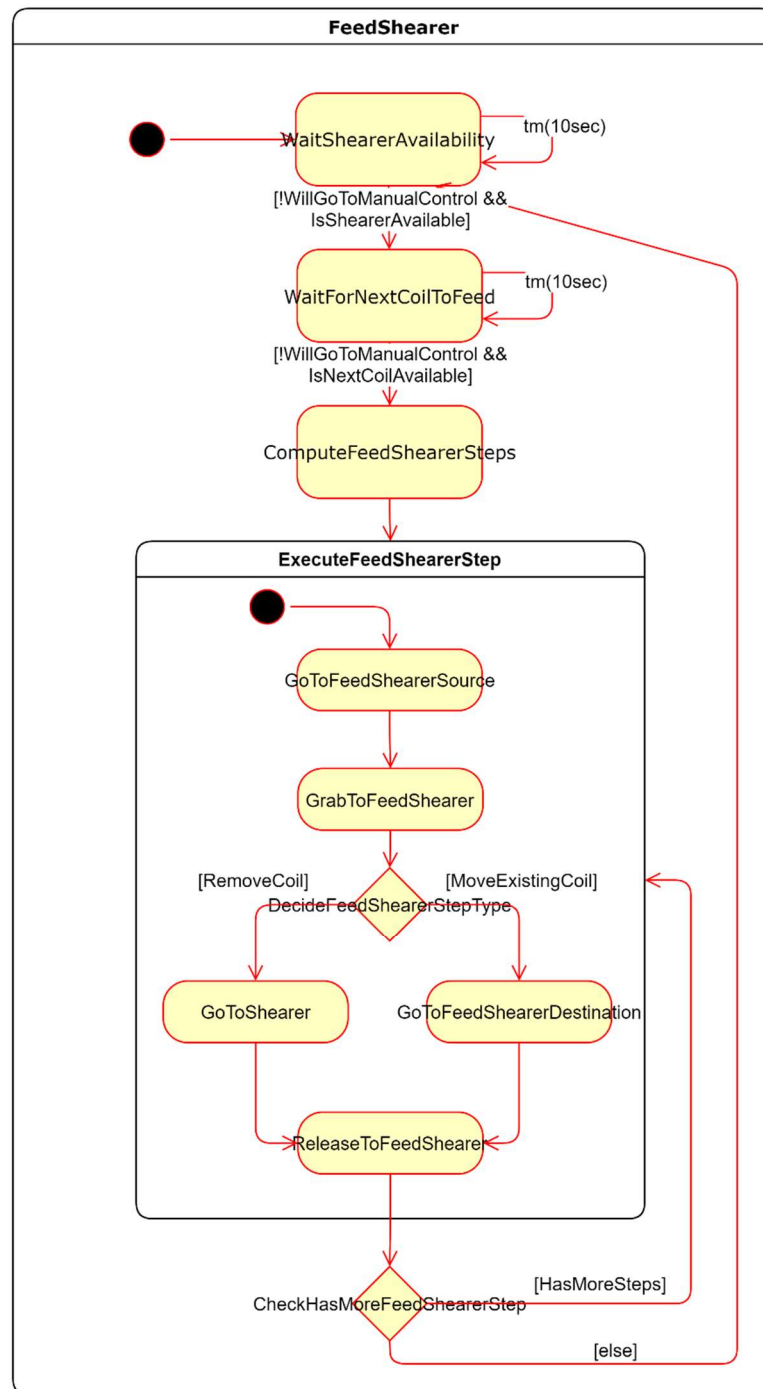 FeedShearer
WaitShearerAvailability
tm(10sec)
[!WillGoToManualControl &&
IsShearerAvailable]
WaitForNextCoilToFeed
tm(10sec)
[!WillGoToManualControl &&
IsNextCoilAvailable]
ComputeFeedShearerSteps
ExecuteFeedShearerStep
GoToFeedShearerSource
GrabToFeedShearer
[RemoveCoil]
[MoveExistingCoil]
DecideFeedShearerStepType
GoToShearer
GoToFeedShearerDestination
ReleaseToFeedShearer
[HasMoreSteps]
CheckHasMoreFeedShearerStep
[else]